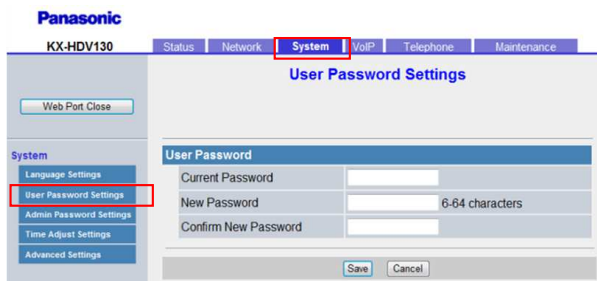 Panasonic
KX-HDV130 Status Network System VoIP Telephone Maintenance
User Password Settings
Web Port Close
System
Language Settings
User Password Settings
Admin Password Settings
Time Adjust Settings
Advanced Settings
User Password
Current Password
New Password 6-64 characters
Confirm New Password
Save Cancel